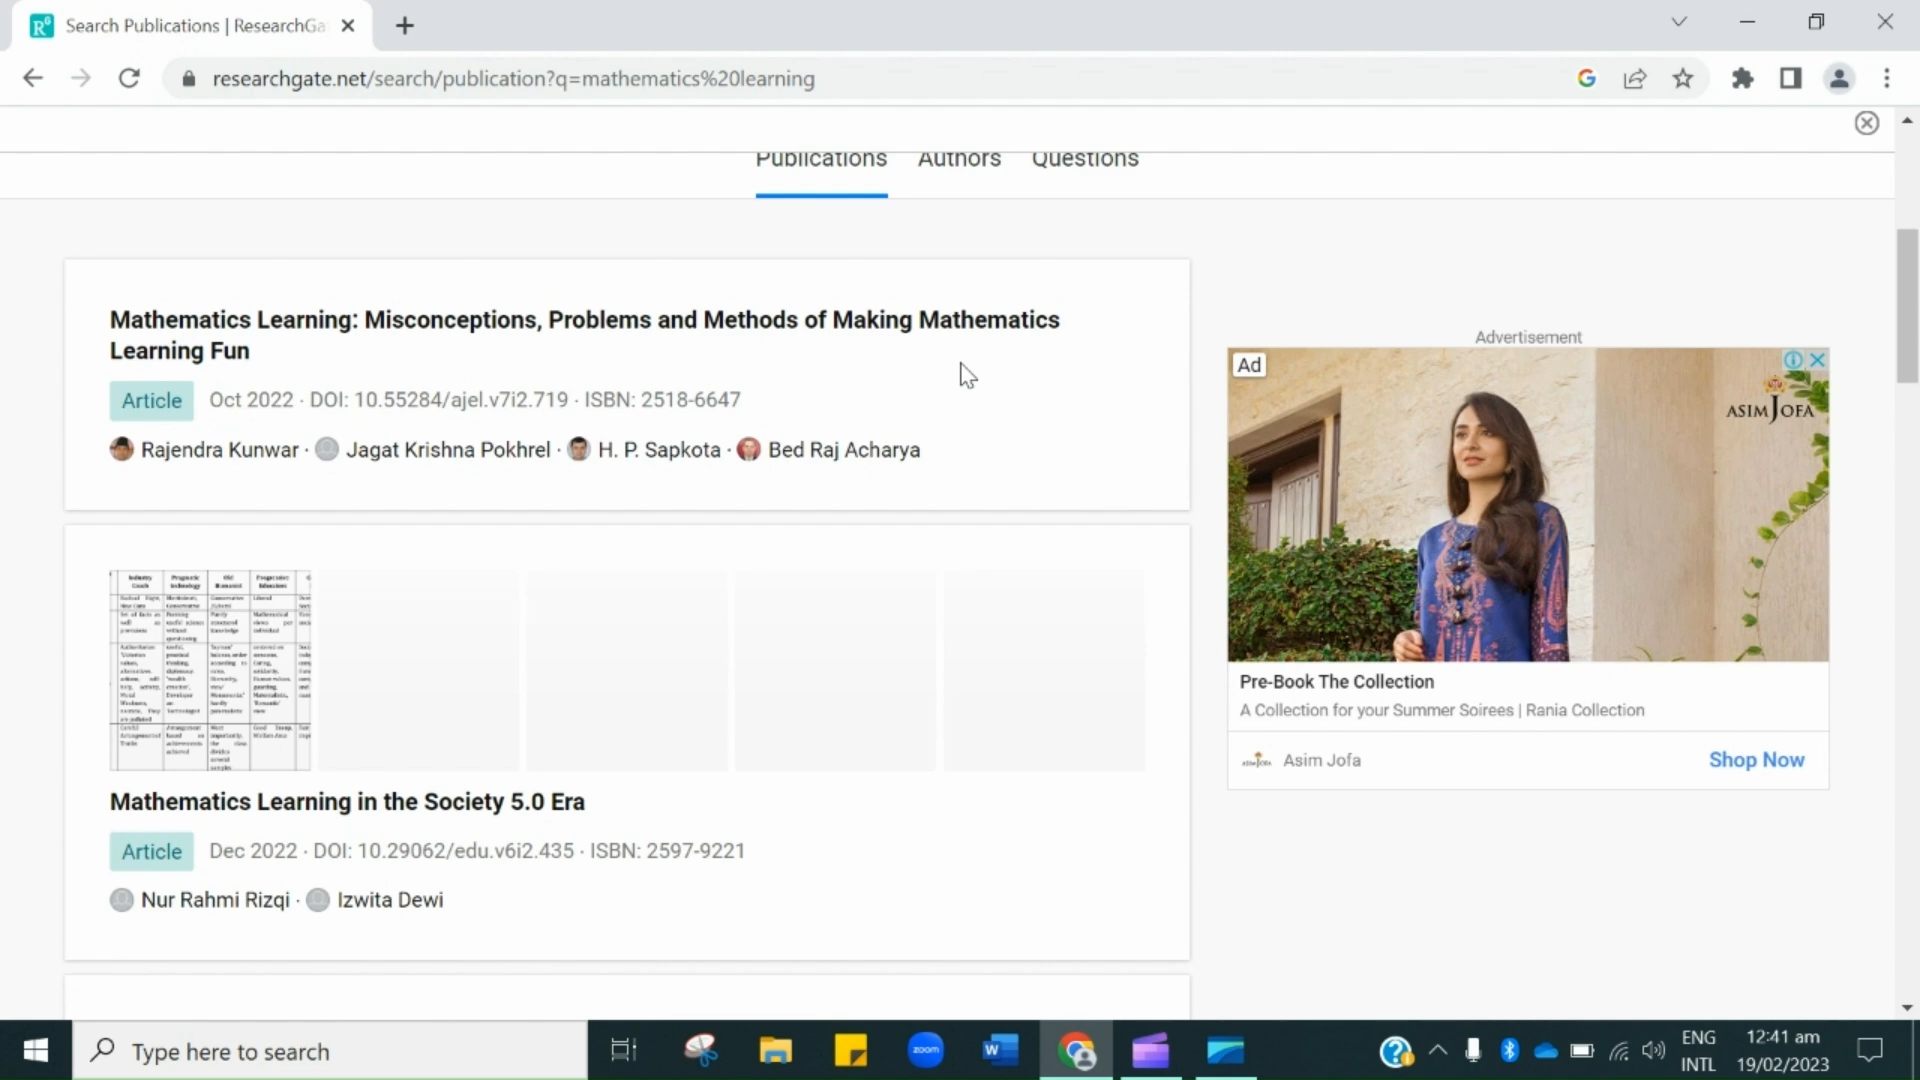 Search Publications | ResearchGa
researchgate.net/search/publication?q=mathematics%20learning
Publications Authors Questions
Mathematics Learning: Misconceptions, Problems and Methods of Making Mathematics
Learning Fun
Article Oct 2022 · DOI: 10.55284/ajel.v7i2.719 · ISBN: 2518-6647
Rajendra Kunwar · Jagat Krishna Pokhrel · H. P. Sapkota · Bed Raj Acharya
Mathematics Learning in the Society 5.0 Era
Article Dec 2022 · DOI: 10.29062/edu.v6i2.435 · ISBN: 2597-9221
Nur Rahmi Rizqi · Izwita Dewi
Advertisement
Ad
ASIM JOFA
Pre-Book The Collection
A Collection for your Summer Soirees | Rania Collection
Asim Jofa Shop Now
Type here to search
zoom
W
ENG
INTL
12:41 am
19/02/2023